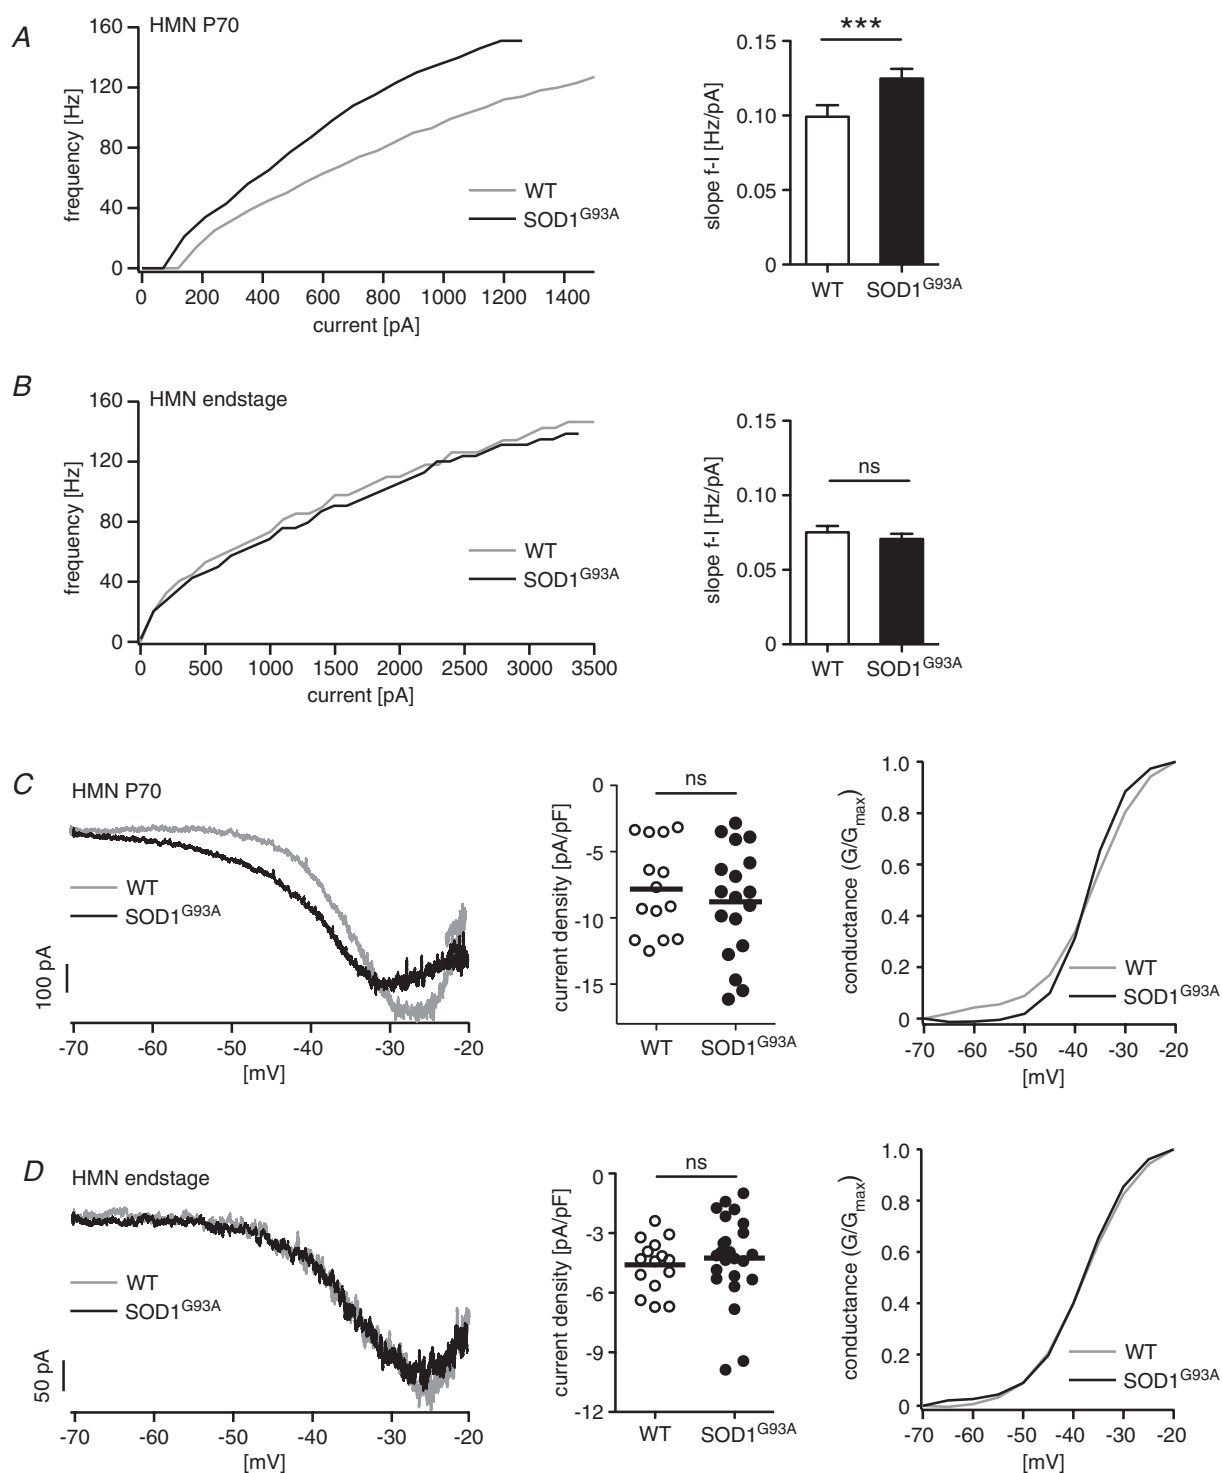 A
HMN P70
160
120
80
40
0
frequency [Hz]
WT
SOD1G93A
0 200 400 600 800 1000 1200 1400
current [pA]
***
0.15
0.10
0.05
0
slope f-I [Hz/pA]
WT SOD1G93A
B
HMN endstage
160
120
80
40
0
frequency [Hz]
WT
SOD1G93A
0 500 1000 1500 2000 2500 3000 3500
current [pA]
ns
0.15
0.10
0.05
0
slope f-I [Hz/pA]
WT SOD1G93A
C
HMN P70
WT
SOD1G93A
100 pA
-70 -60 -50 -40 -30 -20
[mV]
ns
0
-5
-10
-15
current density [pA/pF]
WT SOD1G93A
1.0
0.8
0.6
0.4
0.2
0
conductance (G/Gmax)
WT
SOD1G93A
-70 -60 -50 -40 -30 -20
[mV]
D
HMN endstage
WT
SOD1G93A
50 pA
-70 -60 -50 -40 -30 -20
[mV]
ns
0
-3
-6
-9
-12
current density [pA/pF]
WT SOD1G93A
1.0
0.8
0.6
0.4
0.2
0
conductance (G/Gmax)
WT
SOD1G93A
-70 -60 -50 -40 -30 -20
[mV]